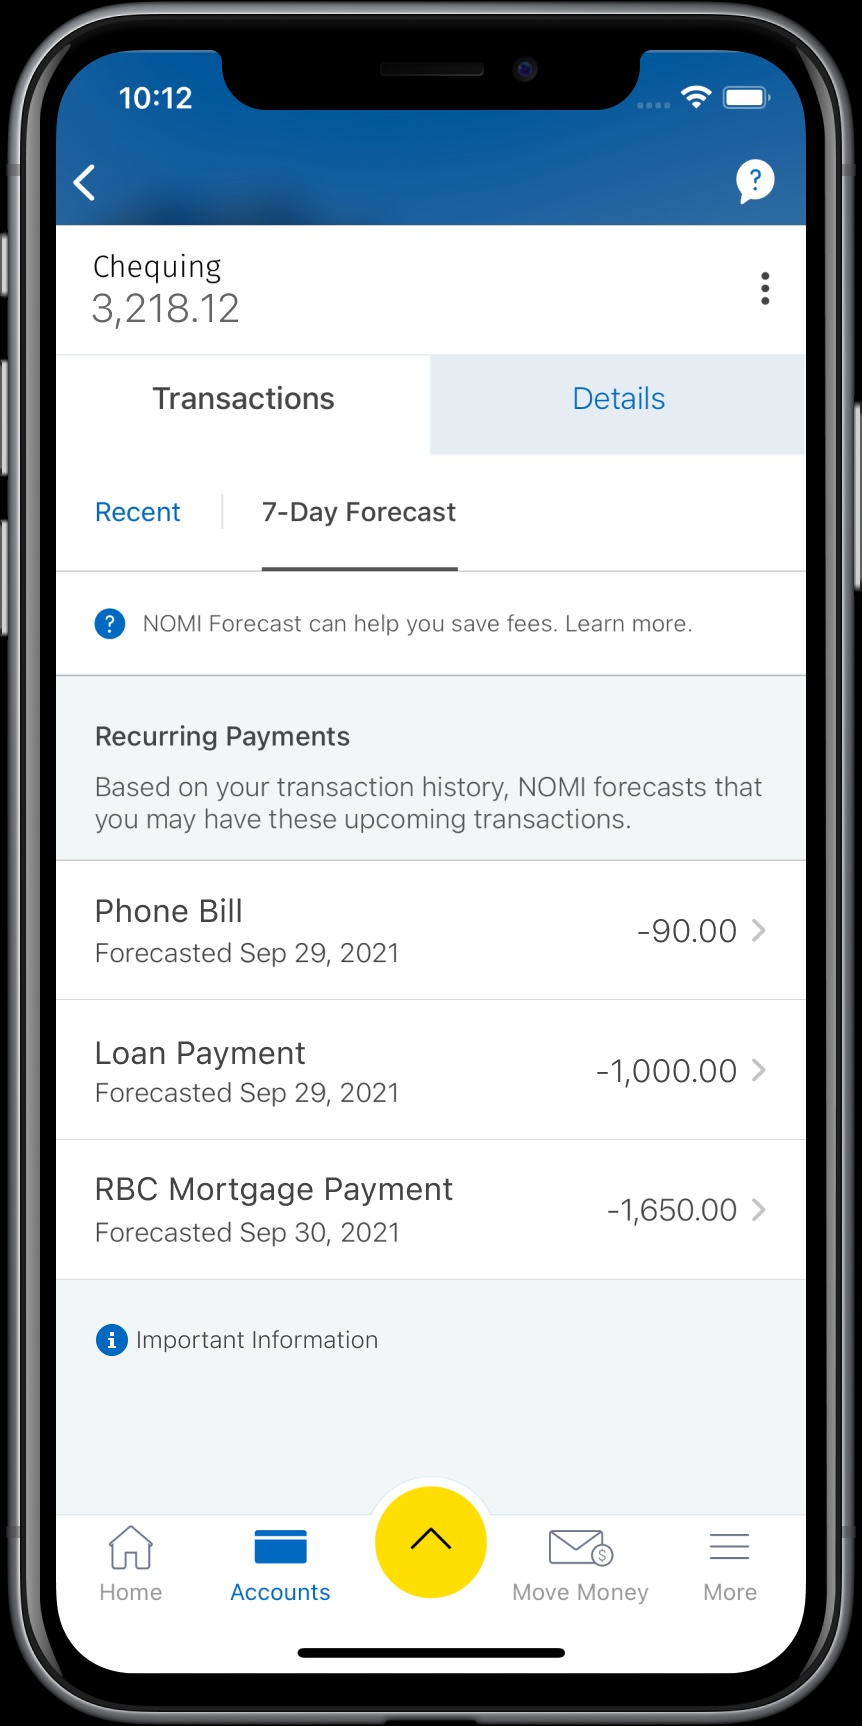 10:12
Chequing
3,218.12
Transactions
Details
Recent
7-Day Forecast
NOMI Forecast can help you save fees. Learn more.
Recurring Payments
Based on your transaction history, NOMI forecasts that
you may have these upcoming transactions.
Phone Bill
-90.00
Forecasted Sep 29, 2021
Loan Payment
-1,000.00
Forecasted Sep 29, 2021
RBC Mortgage Payment
-1,650.00
Forecasted Sep 30, 2021
Important Information
Home
Accounts
Move Money
More